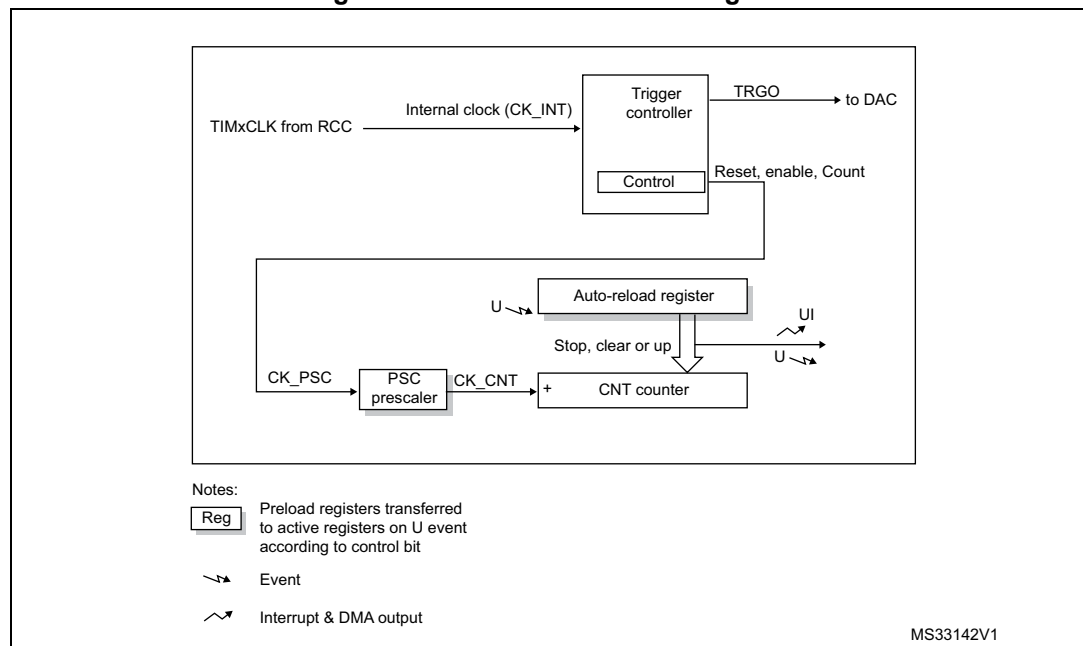 Trigger
controller
TRGO
to DAC
Internal clock (CK_INT)
TIMxCLK from RCC
Control
Reset, enable, Count
Auto-reload register
U
UI
Stop, clear or up
U
CK_PSC
PSC
prescaler
CK_CNT
+
CNT counter
Notes:
Reg
Preload registers transferred
to active registers on U event
according to control bit
Event
Interrupt & DMA output
MS33142V1